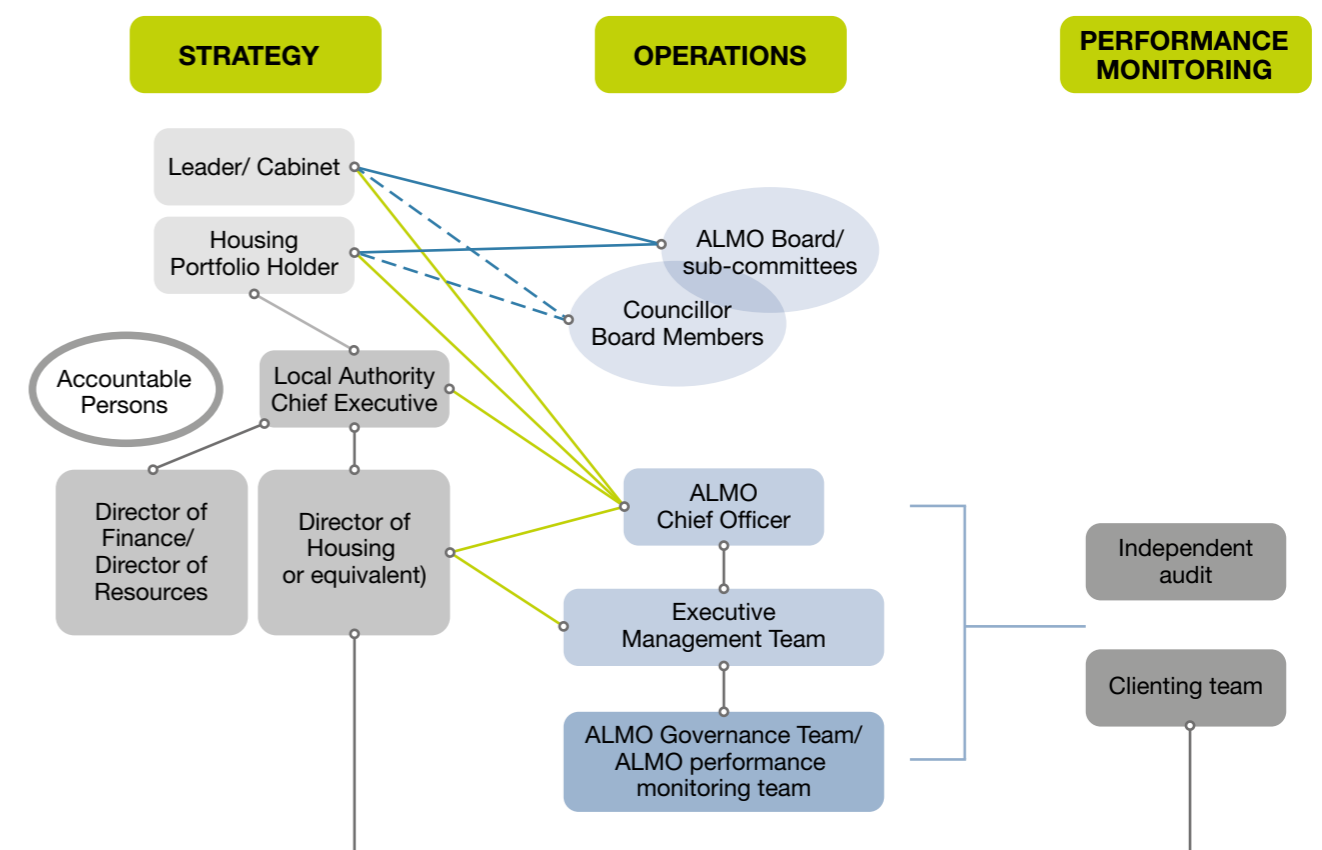 STRATEGY
OPERATIONS
PERFORMANCE
MONITORING
Leader/ Cabinet
Housing
Portfolio Holder
ALMO Board/
sub-committees
Councillor
Board Members
Accountable
Persons
Local Authority
Chief Executive
Director of
Finance/
Director of
Resources
Director of
Housing
or equivalent)
ALMO
Chief Officer
Executive
Management Team
ALMO Governance Team/
ALMO performance
monitoring team
Independent
audit
Clienting team